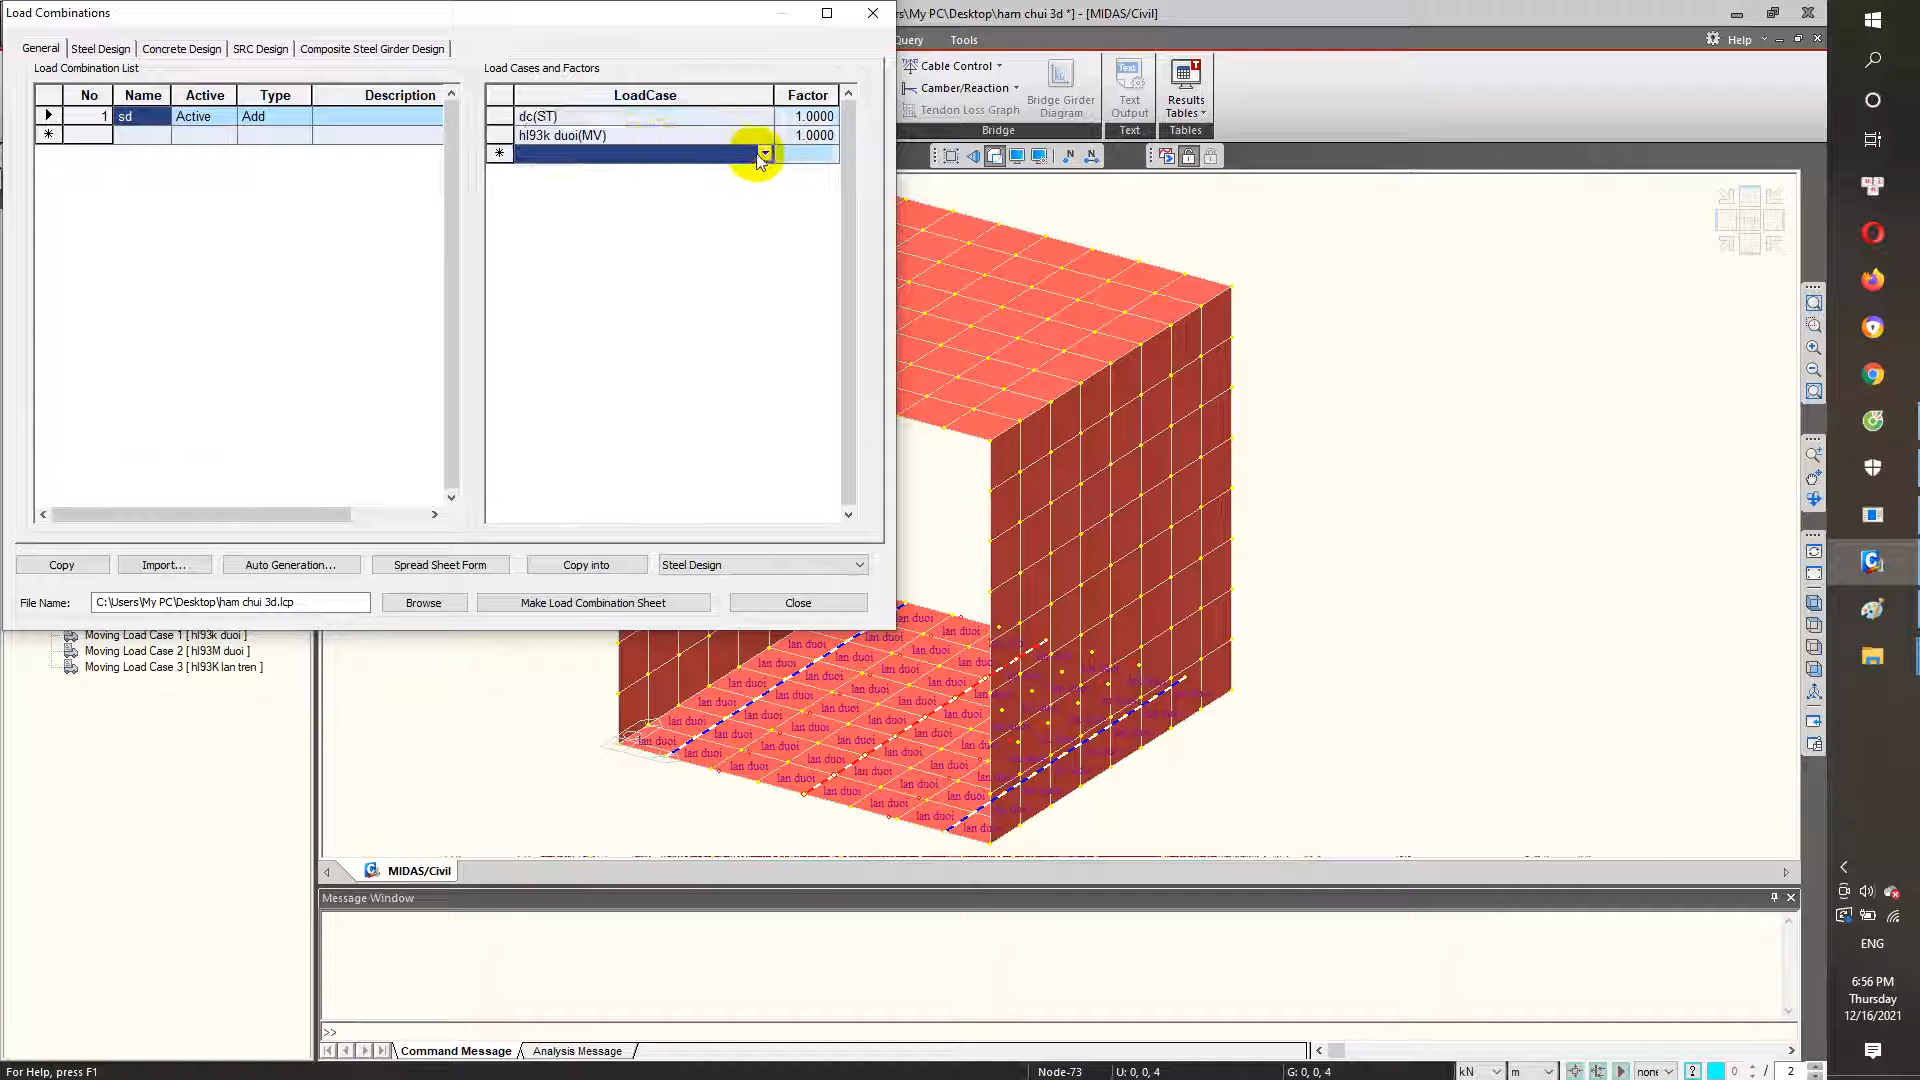 Load Combinations
s\My PC\Desktop\ham chui 3d *] - [MIDAS/Civil]
Query Tools Help
General Steel Design Concrete Design SRC Design Composite Steel Girder Design
Load Combination List
No Name Active Type Description
1 sd Active Add
Load Cases and Factors
LoadCase Factor
dc(ST) 1.0000
hl93k duoi(MV) 1.0000
Cable Control
Camber/Reaction
Tendon Loss Graph
Bridge Girder
Diagram
Bridge
Text
Output
Text
Results
Tables
Tables
Copy Import... Auto Generation... Spread Sheet Form Copy into Steel Design
File Name: C:\Users\My PC\Desktop\ham chui 3d.lcp Browse Make Load Combination Sheet Close
Moving Load Case 1 [ hl93k duoi ]
Moving Load Case 2 [ hl93M duoi ]
Moving Load Case 3 [ hl93K lan tren ]
lan duoi
MIDAS/Civil
Message Window
>>
Command Message Analysis Message
For Help, press F1
Node-73 U: 0, 0, 4 G: 0, 0, 4 kN m none 0 / 2
ENG
6:56 PM
Thursday
12/16/2021